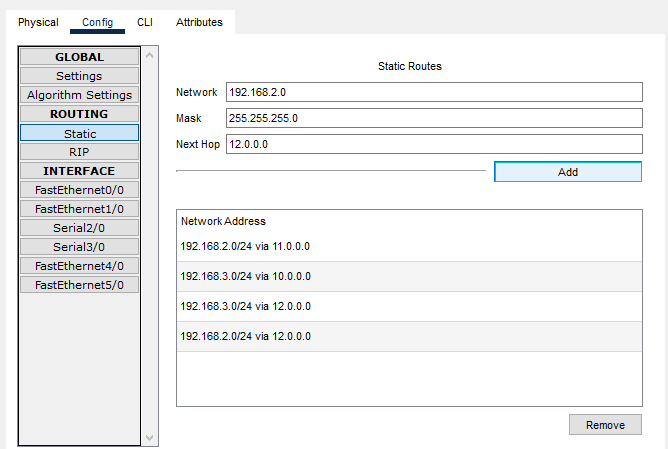 Physical Config CLI Attributes
GLOBAL
Settings
Algorithm Settings
ROUTING
Static
RIP
INTERFACE
FastEthernet0/0
FastEthernet1/0
Serial2/0
Serial3/0
FastEthernet4/0
FastEthernet5/0
Static Routes
Network 192.168.2.0
Mask 255.255.255.0
Next Hop 12.0.0.0
Add
Network Address
192.168.2.0/24 via 11.0.0.0
192.168.3.0/24 via 10.0.0.0
192.168.3.0/24 via 12.0.0.0
192.168.2.0/24 via 12.0.0.0
Remove